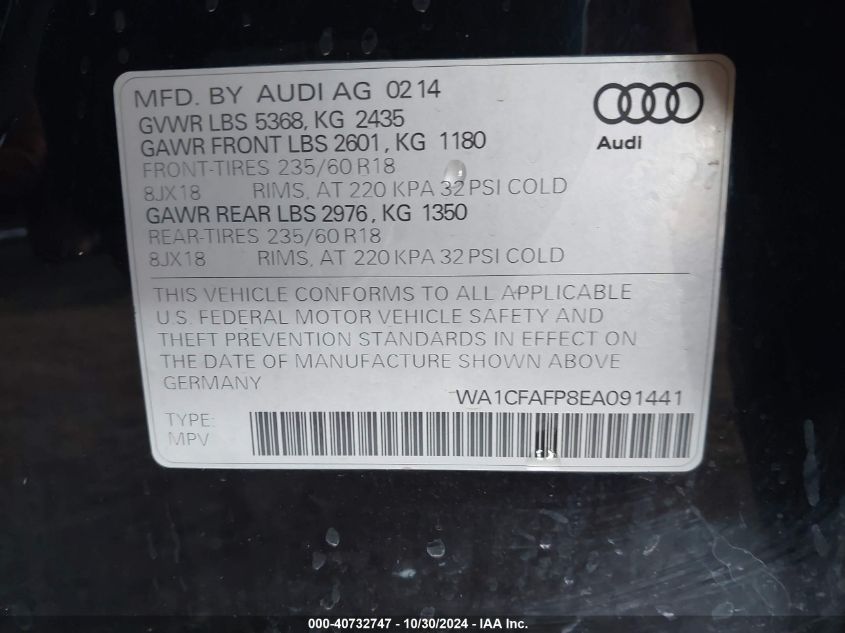 MFD. BY AUDI AG 02 14
GVWR LBS 5368, KG 2435
GAWR FRONT LBS 2601, KG 1180
FRONT-TIRES 235/60 R18
8JX18 RIMS, AT 220 KPA 32 PSI COLD
GAWR REAR LBS 2976, KG 1350
REAR-TIRES 235/60 R18
8JX18 RIMS, AT 220 KPA 32 PSI COLD
Audi
THIS VEHICLE CONFORMS TO ALL APPLICABLE
U.S. FEDERAL MOTOR VEHICLE SAFETY AND
THEFT PREVENTION STANDARDS IN EFFECT ON
THE DATE OF MANUFACTURE SHOWN ABOVE
GERMANY
WA1CFAFP8EA091441
TYPE:
MPV
000-40732747 - 10/30/2024 - IAA Inc.